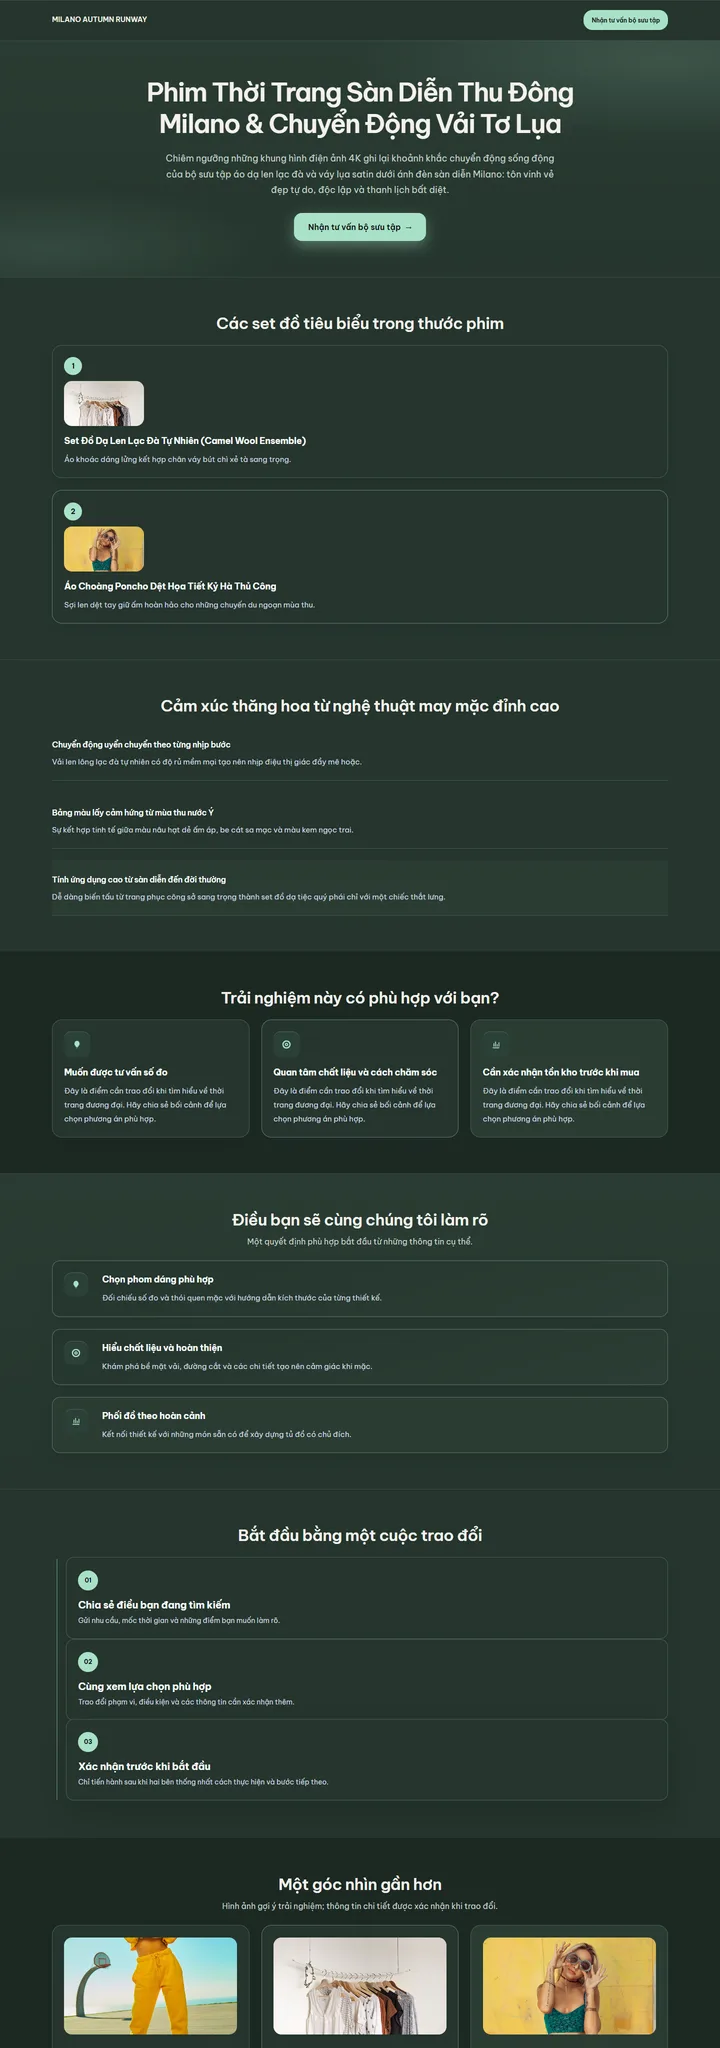 MILANO AUTUMN RUNWAY
Nhận tư vấn bộ sưu tập
Phim Thời Trang Sàn Diễn Thu Đông
Milano & Chuyển Động Vải Tơ Lụa
Chiêm ngưỡng những khung hình điện ảnh 4K ghi lại khoảnh khắc chuyển động sống động
của bộ sưu tập áo dạ len lạc đà và váy lụa satin dưới ánh đèn sàn diễn Milano: tôn vinh vẻ
đẹp tự do, độc lập và thanh lịch bất diệt.
Nhận tư vấn bộ sưu tập →
Các set đồ tiêu biểu trong thước phim
1
Set Đồ Dạ Len Lạc Đà Tự Nhiên (Camel Wool Ensemble)
Áo khoác dáng lửng kết hợp chân váy bút chì xẻ tà sang trọng.
2
Áo Choàng Poncho Dệt Họa Tiết Kỷ Hà Thủ Công
Sợi len dệt tay giữ ấm hoàn hảo cho những chuyến du ngoạn mùa thu.
Cảm xúc thăng hoa từ nghệ thuật may mặc đỉnh cao
Chuyển động uyển chuyển theo từng nhịp bước
Vải len lông lạc đà tự nhiên có độ rủ mềm mại tạo nên nhịp điệu thị giác đầy mê hoặc.
Bảng màu lấy cảm hứng từ mùa thu nước Ý
Sự kết hợp tinh tế giữa màu nâu hạt dẻ ấm áp, be cát sa mạc và màu kem ngọc trai.
Tính ứng dụng cao từ sàn diễn đến đời thường
Dễ dàng biến tấu từ trang phục công sở sang trọng thành set đồ dạ tiệc quý phái chỉ với một chiếc thắt lưng.
Trải nghiệm này có phù hợp với bạn?
Muốn được tư vấn số đo
Đây là điểm cần trao đổi khi tìm hiểu về thời
trang đương đại. Hãy chia sẻ bối cảnh để lựa
chọn phương án phù hợp.
Quan tâm chất liệu và cách chăm sóc
Đây là điểm cần trao đổi khi tìm hiểu về thời
trang đương đại. Hãy chia sẻ bối cảnh để lựa
chọn phương án phù hợp.
Cần xác nhận tồn kho trước khi mua
Đây là điểm cần trao đổi khi tìm hiểu về thời
trang đương đại. Hãy chia sẻ bối cảnh để lựa
chọn phương án phù hợp.
Điều bạn sẽ cùng chúng tôi làm rõ
Một quyết định phù hợp bắt đầu từ những thông tin cụ thể.
Chọn phom dáng phù hợp
Đối chiếu số đo và thói quen mặc với hướng dẫn kích thước của từng thiết kế.
Hiểu chất liệu và hoàn thiện
Khám phá bề mặt vải, đường cắt và các chi tiết tạo nên cảm giác khi mặc.
Phối đồ theo hoàn cảnh
Kết nối thiết kế với những món sẵn có để xây dựng tủ đồ có chủ đích.
Bắt đầu bằng một cuộc trao đổi
01
Chia sẻ điều bạn đang tìm kiếm
Gửi nhu cầu, mốc thời gian và những điểm bạn muốn làm rõ.
02
Cùng xem lựa chọn phù hợp
Trao đổi phạm vi, điều kiện và các thông tin cần xác nhận thêm.
03
Xác nhận trước khi bắt đầu
Chỉ tiến hành sau khi hai bên thống nhất cách thực hiện và bước tiếp theo.
Một góc nhìn gần hơn
Hình ảnh gợi ý trải nghiệm; thông tin chi tiết được xác nhận khi trao đổi.